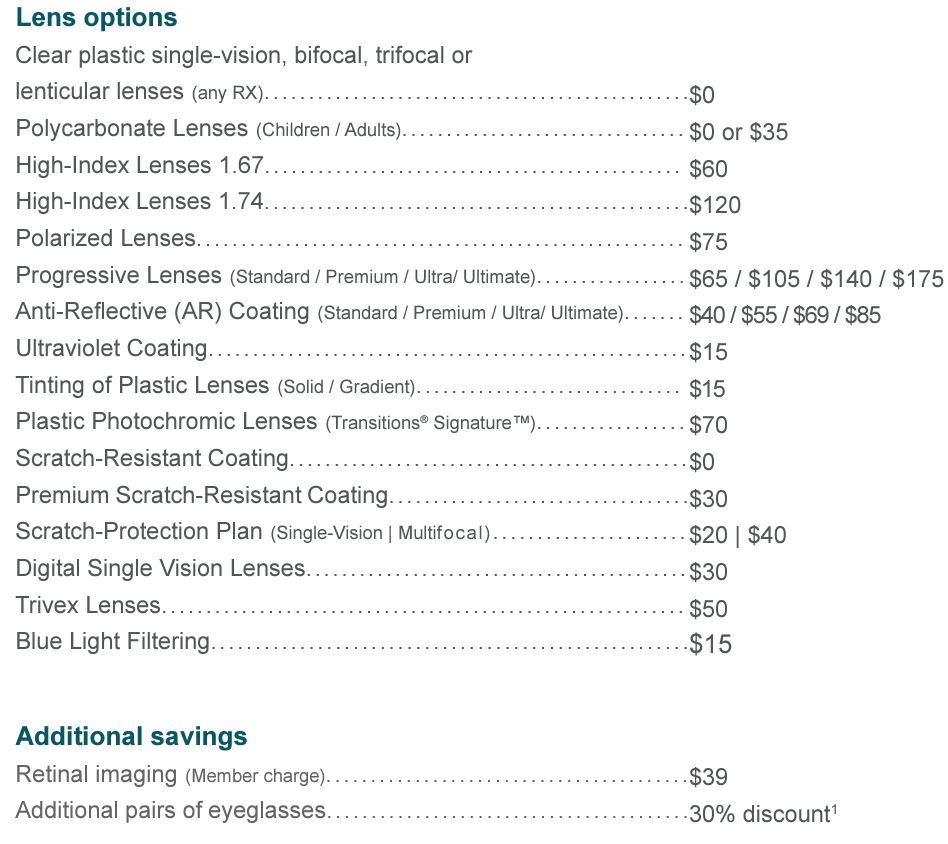 Lens options
Clear plastic single-vision, bifocal, trifocal or
lenticular lenses (any RX)................................................$0
Polycarbonate Lenses (Children / Adults)................................ $0 or $35
High-Index Lenses 1.67............................................... $60
High-Index Lenses 1.74................................................$120
Polarized Lenses....................................................... $75
Progressive Lenses (Standard / Premium / Ultra/ Ultimate).................$65 / $105 / $140 / $175
Anti-Reflective (AR) Coating (Standard / Premium / Ultra/ Ultimate)....... $40 / $55 / $69 / $85
Ultraviolet Coating......................................................$15
Tinting of Plastic Lenses (Solid / Gradient).............................. $15
Plastic Photochromic Lenses (Transitions® Signature™).................$70
Scratch-Resistant Coating.............................................$0
Premium Scratch-Resistant Coating..................................$30
Scratch-Protection Plan (Single-Vision | Multifocal)......................$20 | $40
Digital Single Vision Lenses...........................................$30
Trivex Lenses........................................................... $50
Blue Light Filtering......................................................$15
Additional savings
Retinal imaging (Member charge).........................................$39
Additional pairs of eyeglasses.........................................30% discount¹